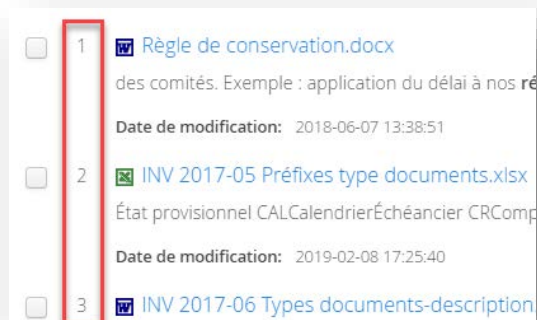 1 Règle de conservation.docx
des comités. Exemple : application du délai à nos ré
Date de modification: 2018-06-07 13:38:51
2 INV 2017-05 Préfixes type documents.xlsx
État provisionnel CALCalendrierÉchéancier CRComp
Date de modification: 2019-02-08 17:25:40
3 INV 2017-06 Types documents-description.